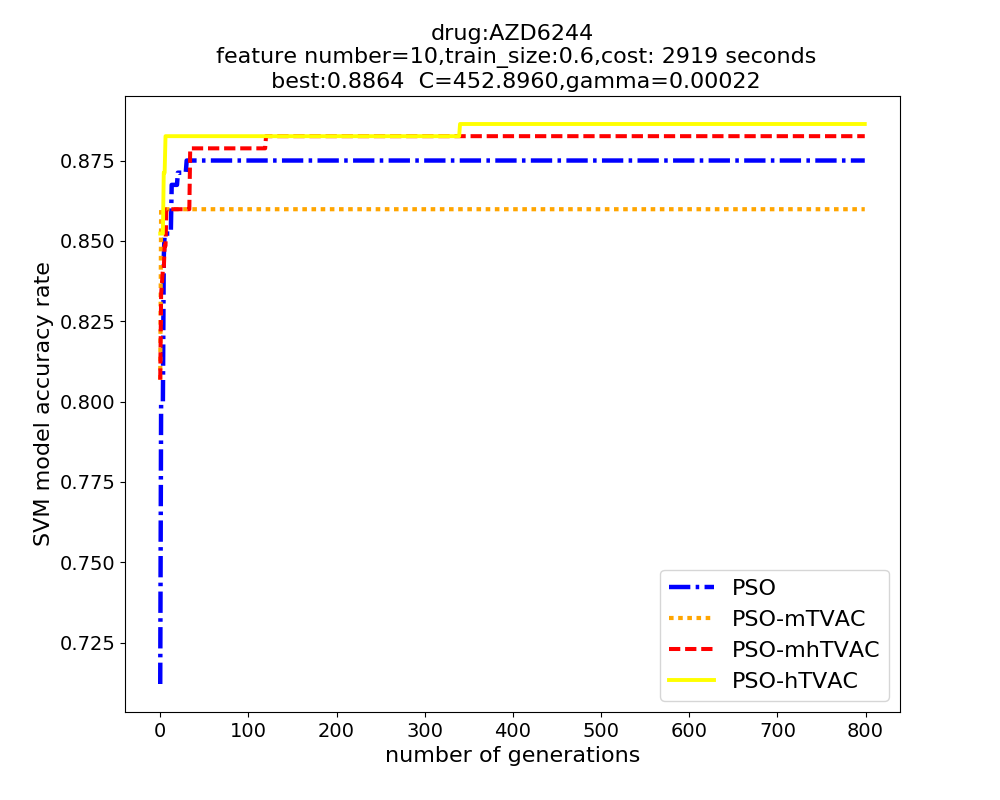 drug:AZD6244
feature number=10,train_size:0.6,cost: 2919 seconds
best:0.8864  C=452.8960,gamma=0.00022
SVM model accuracy rate
0.875
0.850
0.825
0.800
0.775
0.750
0.725
0 100 200 300 400 500 600 700 800
number of generations
PSO
PSO-mTVAC
PSO-mhTVAC
PSO-hTVAC